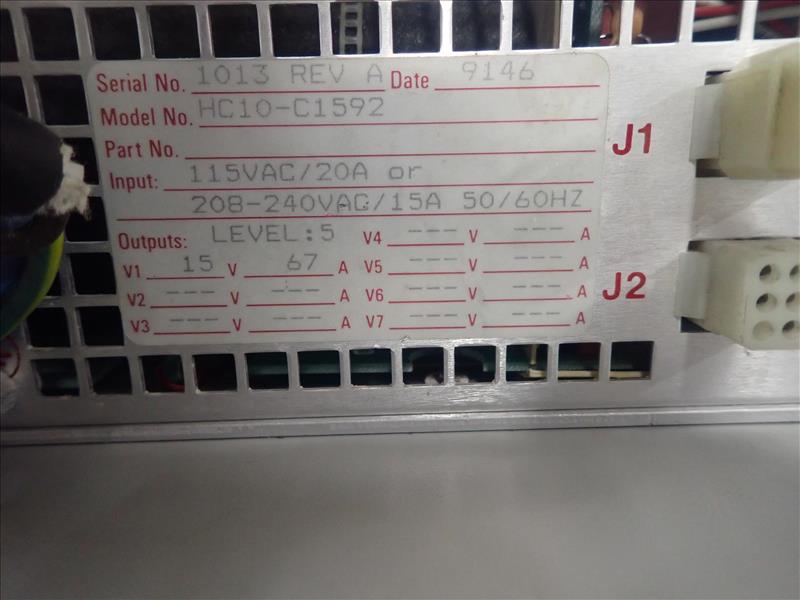 Serial No. 1013 REV A Date 9146
Model No. HC10-C1592
Part No.
Input: 115VAC/20A or
208-240VAC/15A 50/60HZ
Outputs: LEVEL:5 V4 --- V --- A
V1 15 V 67 A V5 --- V --- A
V2 --- V --- A V6 --- V --- A
V3 --- V --- A V7 --- V --- A
J1
J2